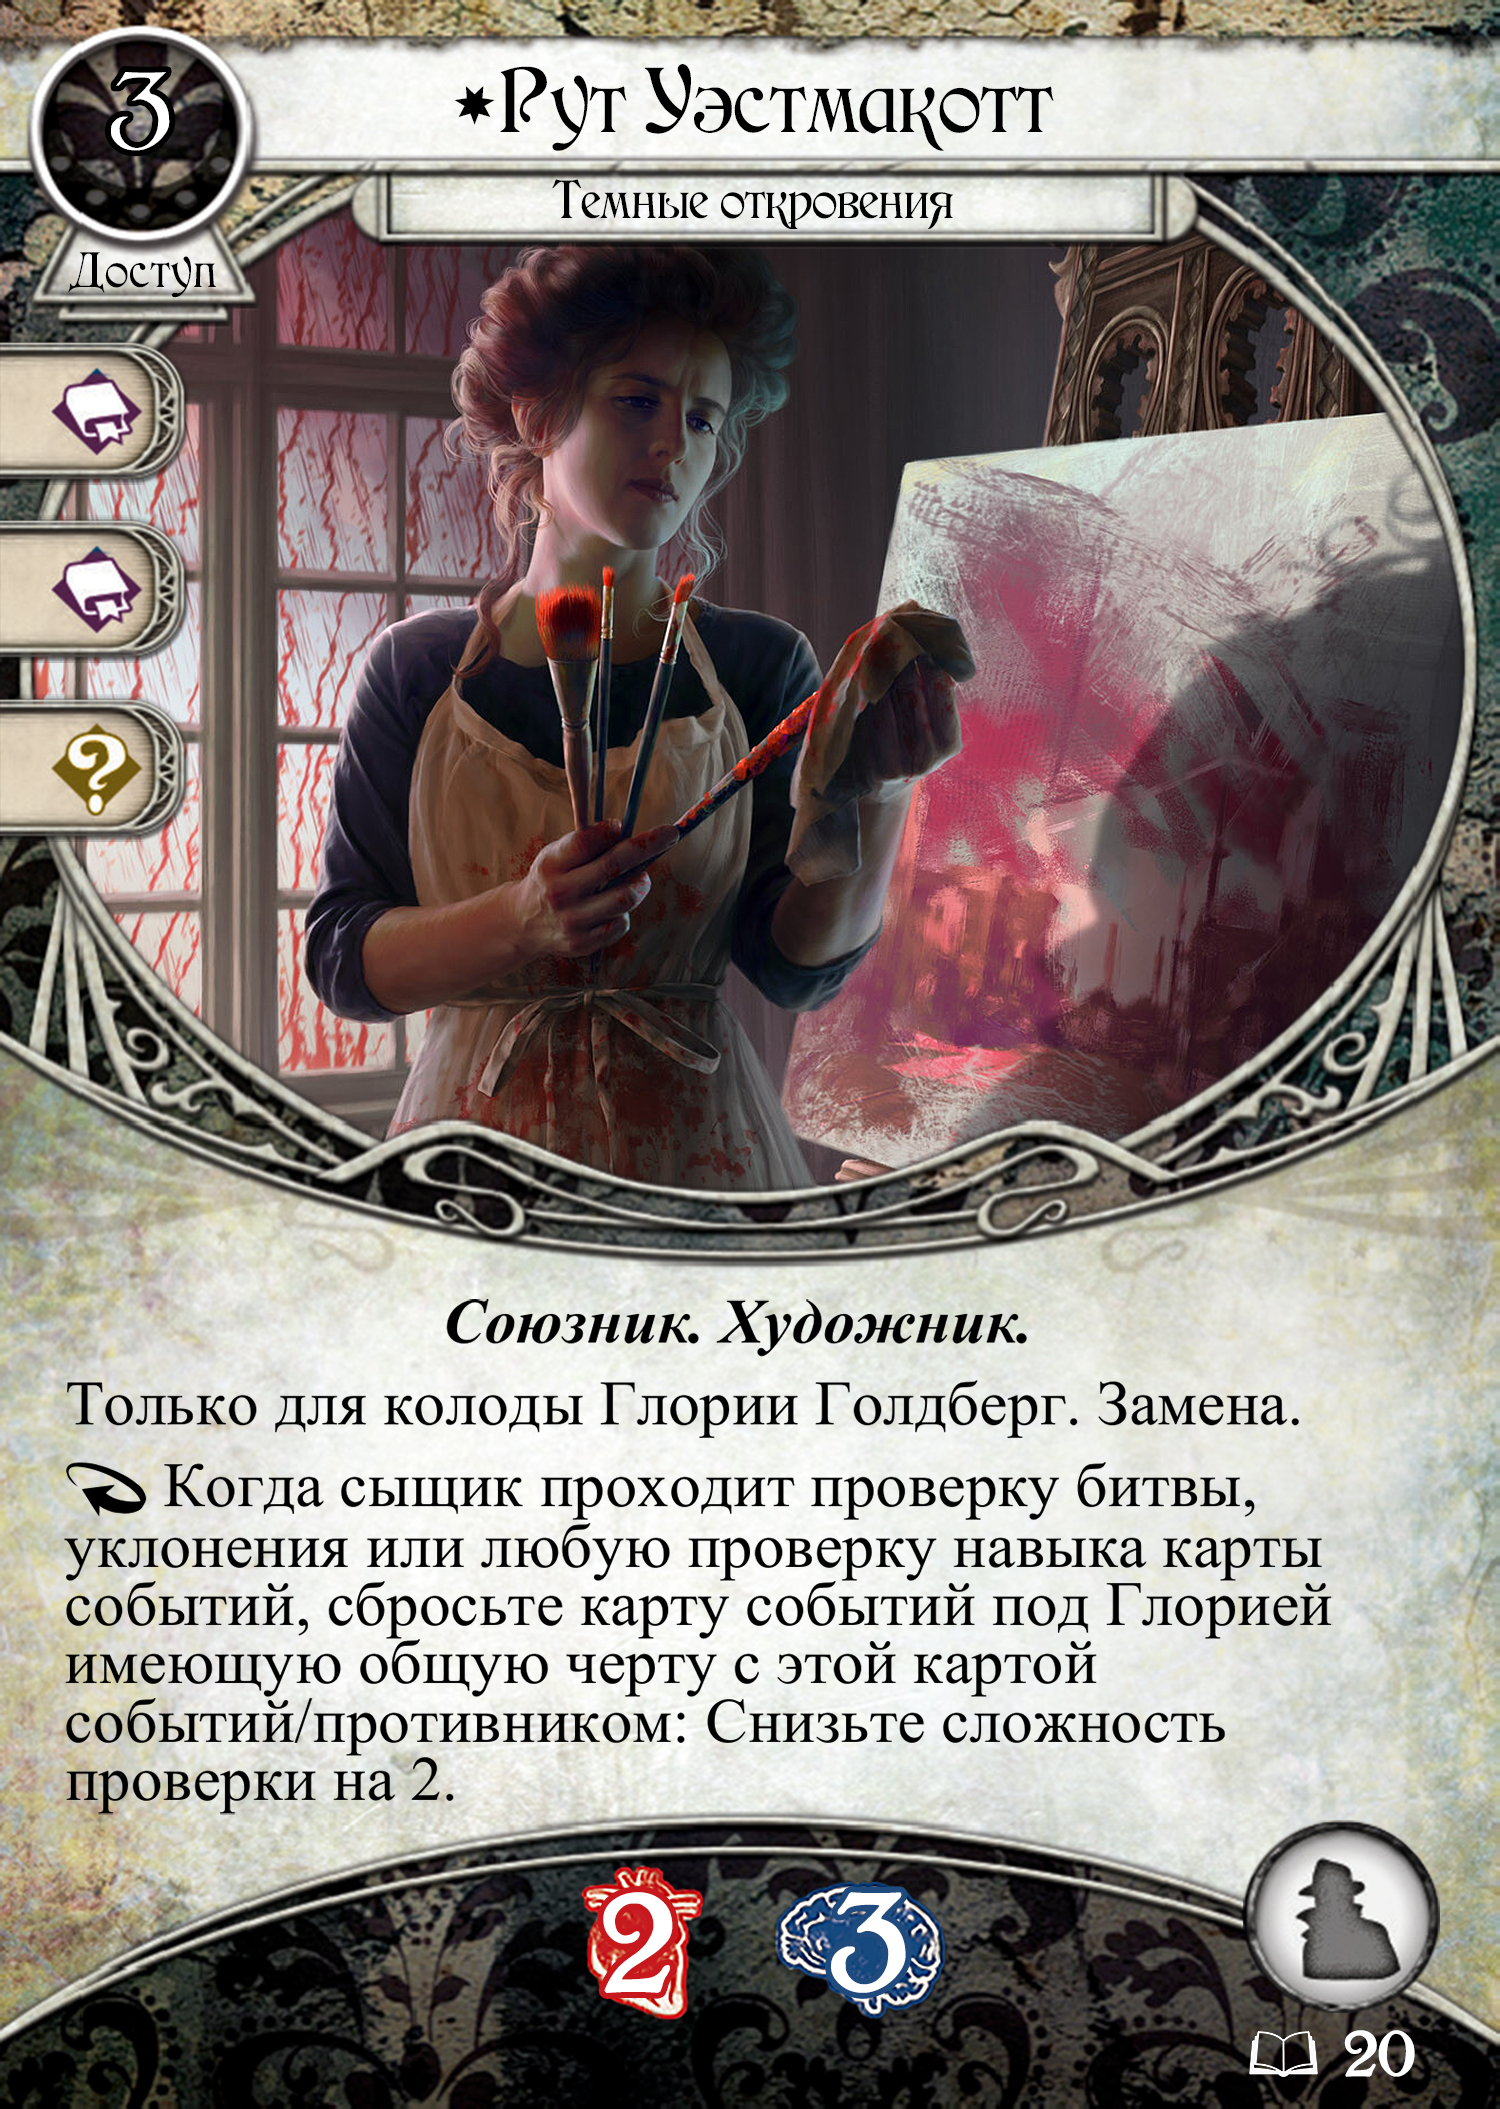 3
Рут Уэстмакотт
Темные откровения
Доступ
?
Союзник. Художник.
Только для колоды Глории Голдберг. Замена.
Когда сыщик проходит проверку битвы,
уклонения или любую проверку навыка карты
событий, сбросьте карту событий под Глорией
имеющую общую черту с этой картой
событий/противником: Снизьте сложность
проверки на 2.
2 3
20